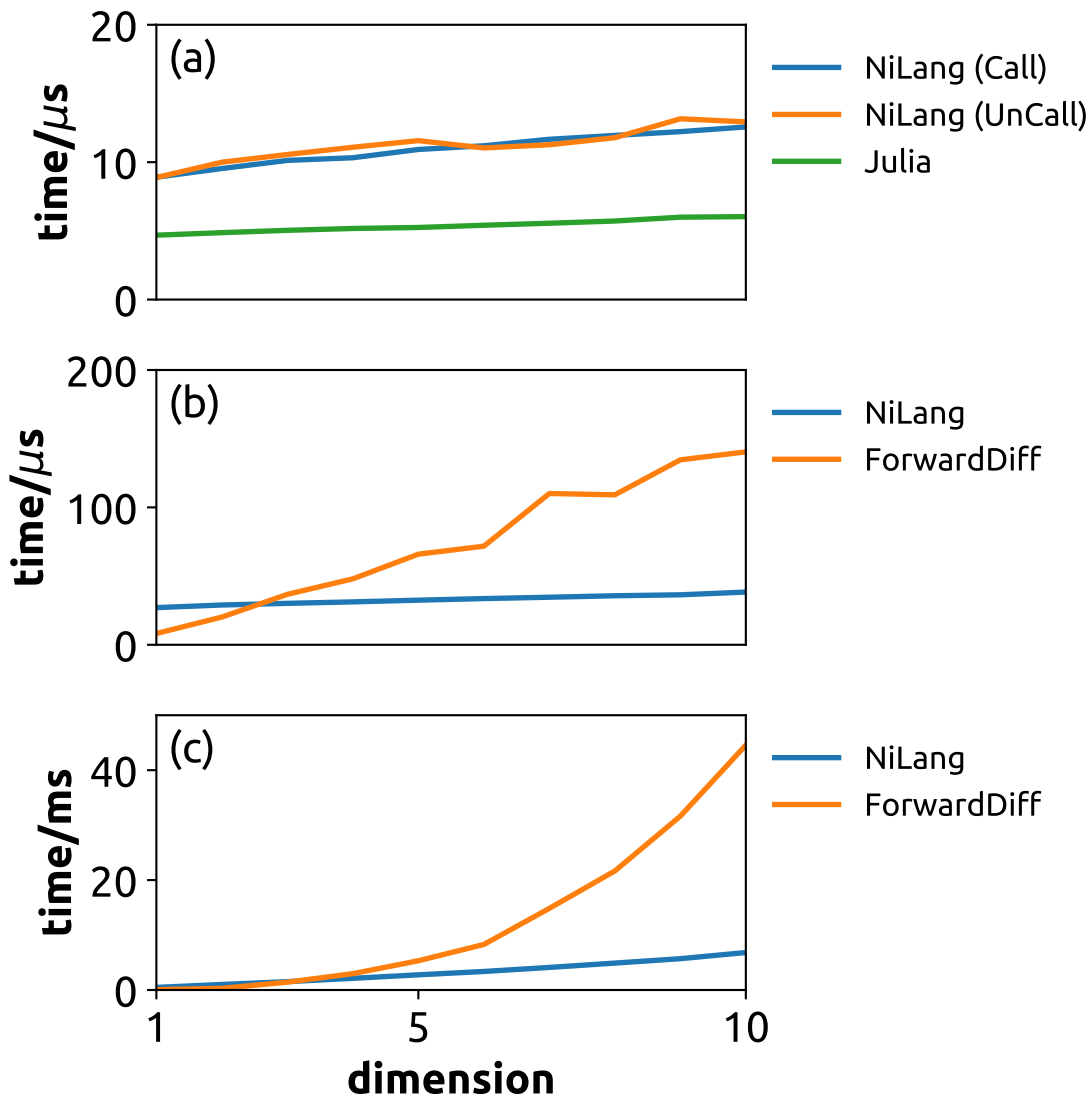 20
(a)
NiLang (Call)
NiLang (UnCall)
Julia
time/μs
10
0
200
(b)
NiLang
ForwardDiff
time/μs
100
0
(c)
NiLang
ForwardDiff
40
time/ms
20
0
1 5 10
dimension